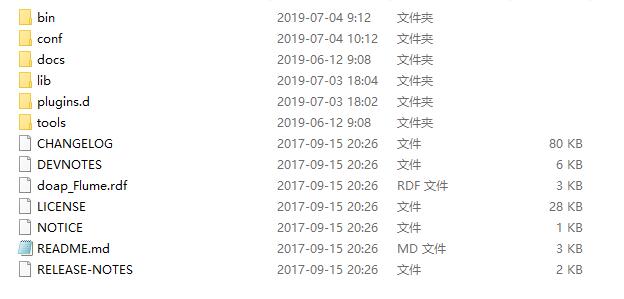 bin 2019-07-04 9:12 文件夹
conf 2019-07-04 10:12 文件夹
docs 2019-06-12 9:08 文件夹
lib 2019-07-03 18:04 文件夹
plugins.d 2019-07-03 18:02 文件夹
tools 2019-06-12 9:08 文件夹
CHANGELOG 2017-09-15 20:26 文件 80 KB
DEVNOTES 2017-09-15 20:26 文件 6 KB
doap_Flume.rdf 2017-09-15 20:26 RDF 文件 3 KB
LICENSE 2017-09-15 20:26 文件 28 KB
NOTICE 2017-09-15 20:26 文件 1 KB
README.md 2017-09-15 20:26 MD 文件 3 KB
RELEASE-NOTES 2017-09-15 20:26 文件 2 KB